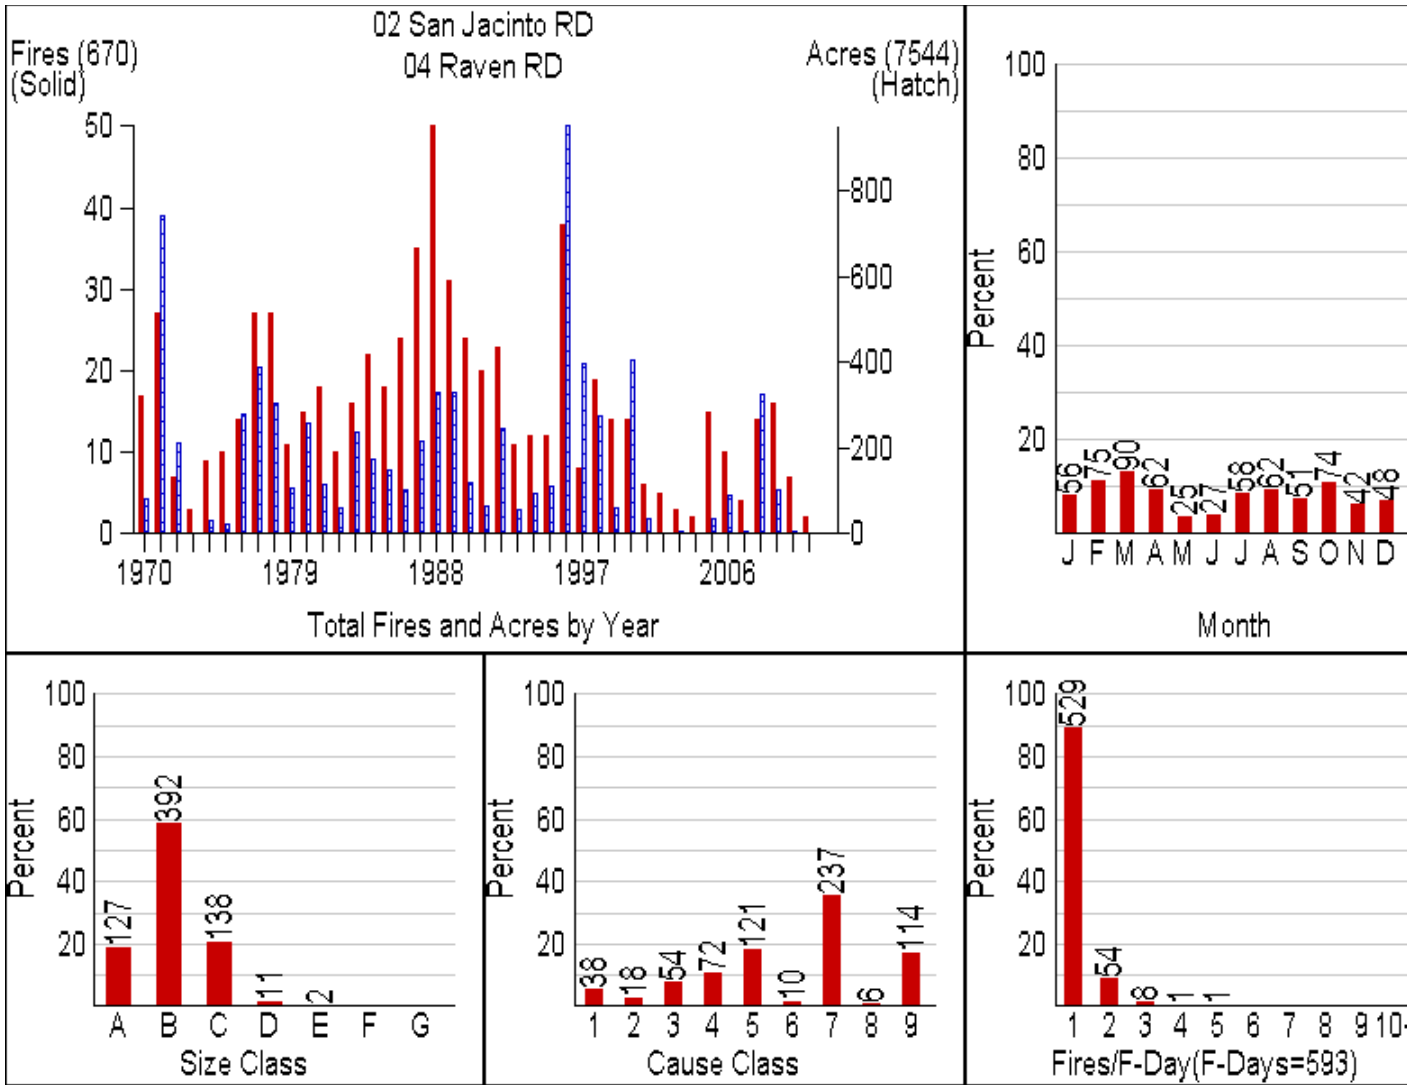 02 San Jacinto RD
04 Raven RD
Fires (670)
(Solid)
Acres (7544)
(Hatch)
50
40
30
20
10
0
800
600
400
200
0
1970 1979 1988 1997 2006
Total Fires and Acres by Year
100
80
60
40
20
Percent
56 75 90 62 25 27 58 62 51 74 42 48
J F M A M J J A S O N D
Month
100
80
60
40
20
Percent
127 392 138 11 2
A B C D E F G
Size Class
100
80
60
40
20
Percent
38 18 54 72 121 10 237 6 114
1 2 3 4 5 6 7 8 9
Cause Class
100
80
60
40
20
Percent
529 54 8 1 1
1 2 3 4 5 6 7 8 9 10-
Fires/F-Day(F-Days=593)